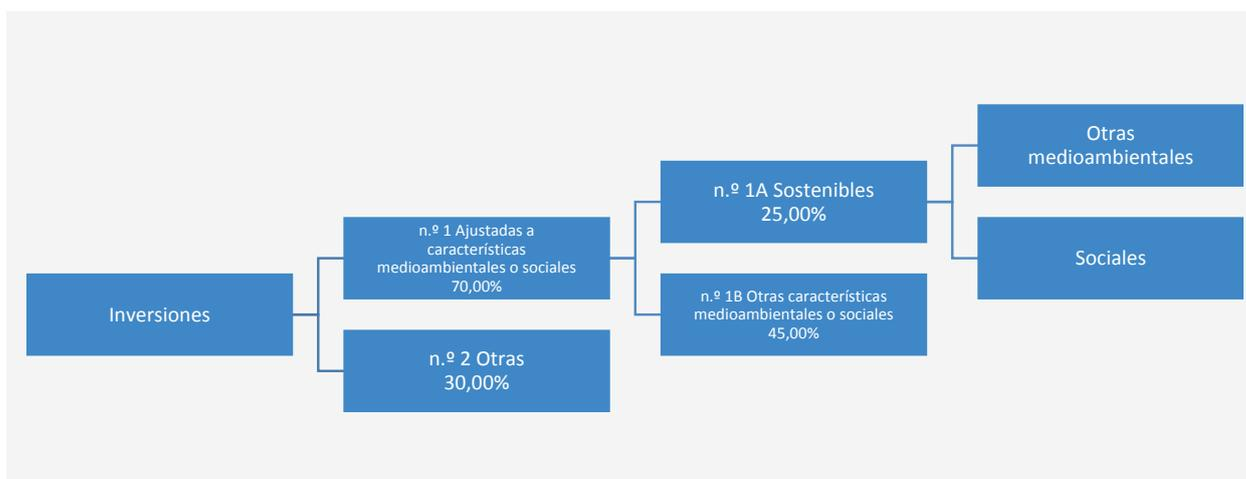 Inversiones
n.º 1 Ajustadas a
características
medioambientales o sociales
70,00%
n.º 2 Otras
30,00%
n.º 1A Sostenibles
25,00%
n.º 1B Otras características
medioambientales o sociales
45,00%
Otras
medioambientales
Sociales